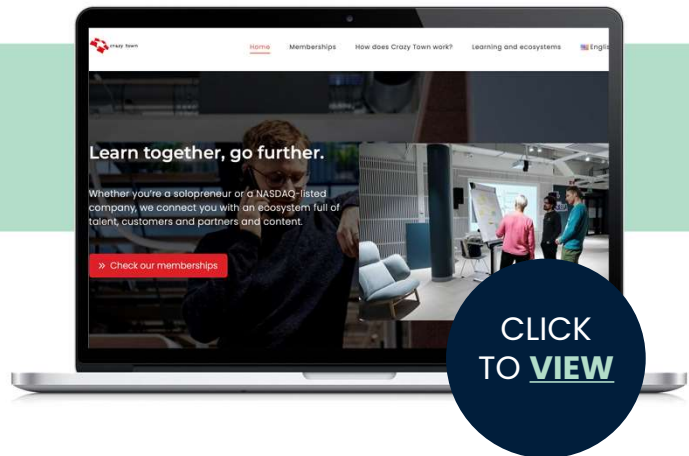 crazy town
Home Memberships How does Crazy Town work? Learning and ecosystems Englis
Learn together, go further.
Whether you're a solopreneur or a NASDAQ-listed
company, we connect you with an ecosystem full of
talent, customers and partners and content.
» Check our memberships
CLICK
TO VIEW